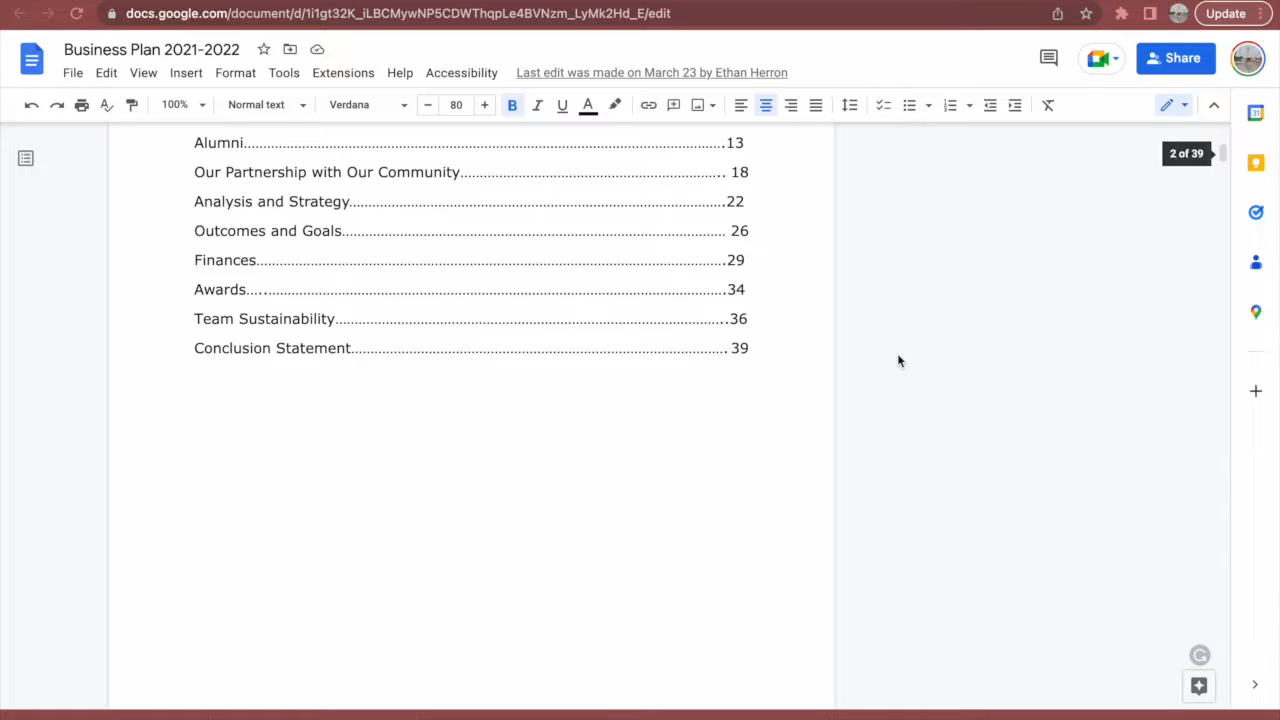 docs.google.com/document/d/1i1gt32K_iLBCMywNP5CDWThqpLe4BVNzm_LyMk2Hd_E/edit
Update
Business Plan 2021-2022
File Edit View Insert Format Tools Extensions Help Accessibility Last edit was made on March 23 by Ethan Herron
Share
100% Normal text Verdana 80 B I U A
Alumni.....................................................................................................13
2 of 39
Our Partnership with Our Community....................................................... 18
Analysis and Strategy................................................................................22
Outcomes and Goals................................................................................. 26
Finances...................................................................................................29
Awards.....................................................................................................34
Team Sustainability...................................................................................36
Conclusion Statement................................................................................ 39